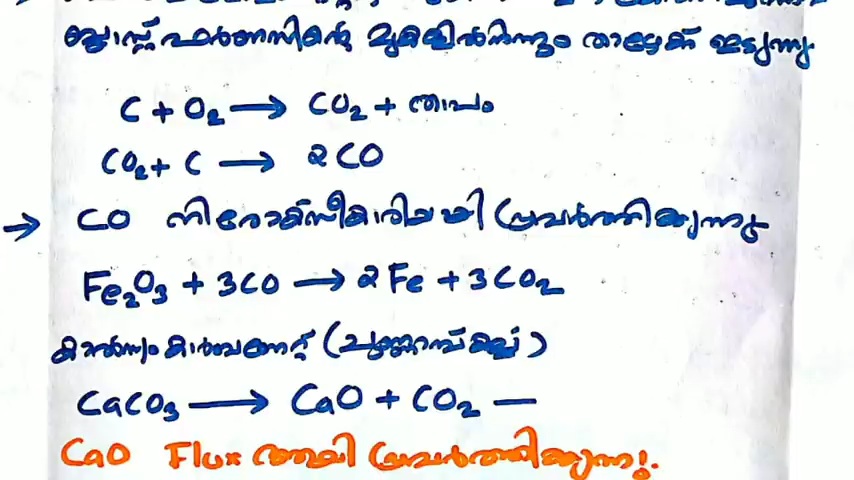 ബ്ലാസ്റ്റ് ഫർണസിന്റെ മുകളിൽനിന്നും താഴേക്ക് ഇടുന്നു
C + O₂ ⟶ CO₂ + താപം
CO₂ + C ⟶ 2CO
→ CO നിരോക്സീകാരിയായി പ്രവർത്തിക്കുന്നു
Fe₂O₃ + 3CO ⟶ 2Fe + 3CO₂
കാൽസ്യം കാർബണേറ്റ് (ചുണ്ണാമ്പ് കല്ല്)
CaCO₃ ⟶ CaO + CO₂ —
CaO Flux ആയി പ്രവർത്തിക്കുന്നു.